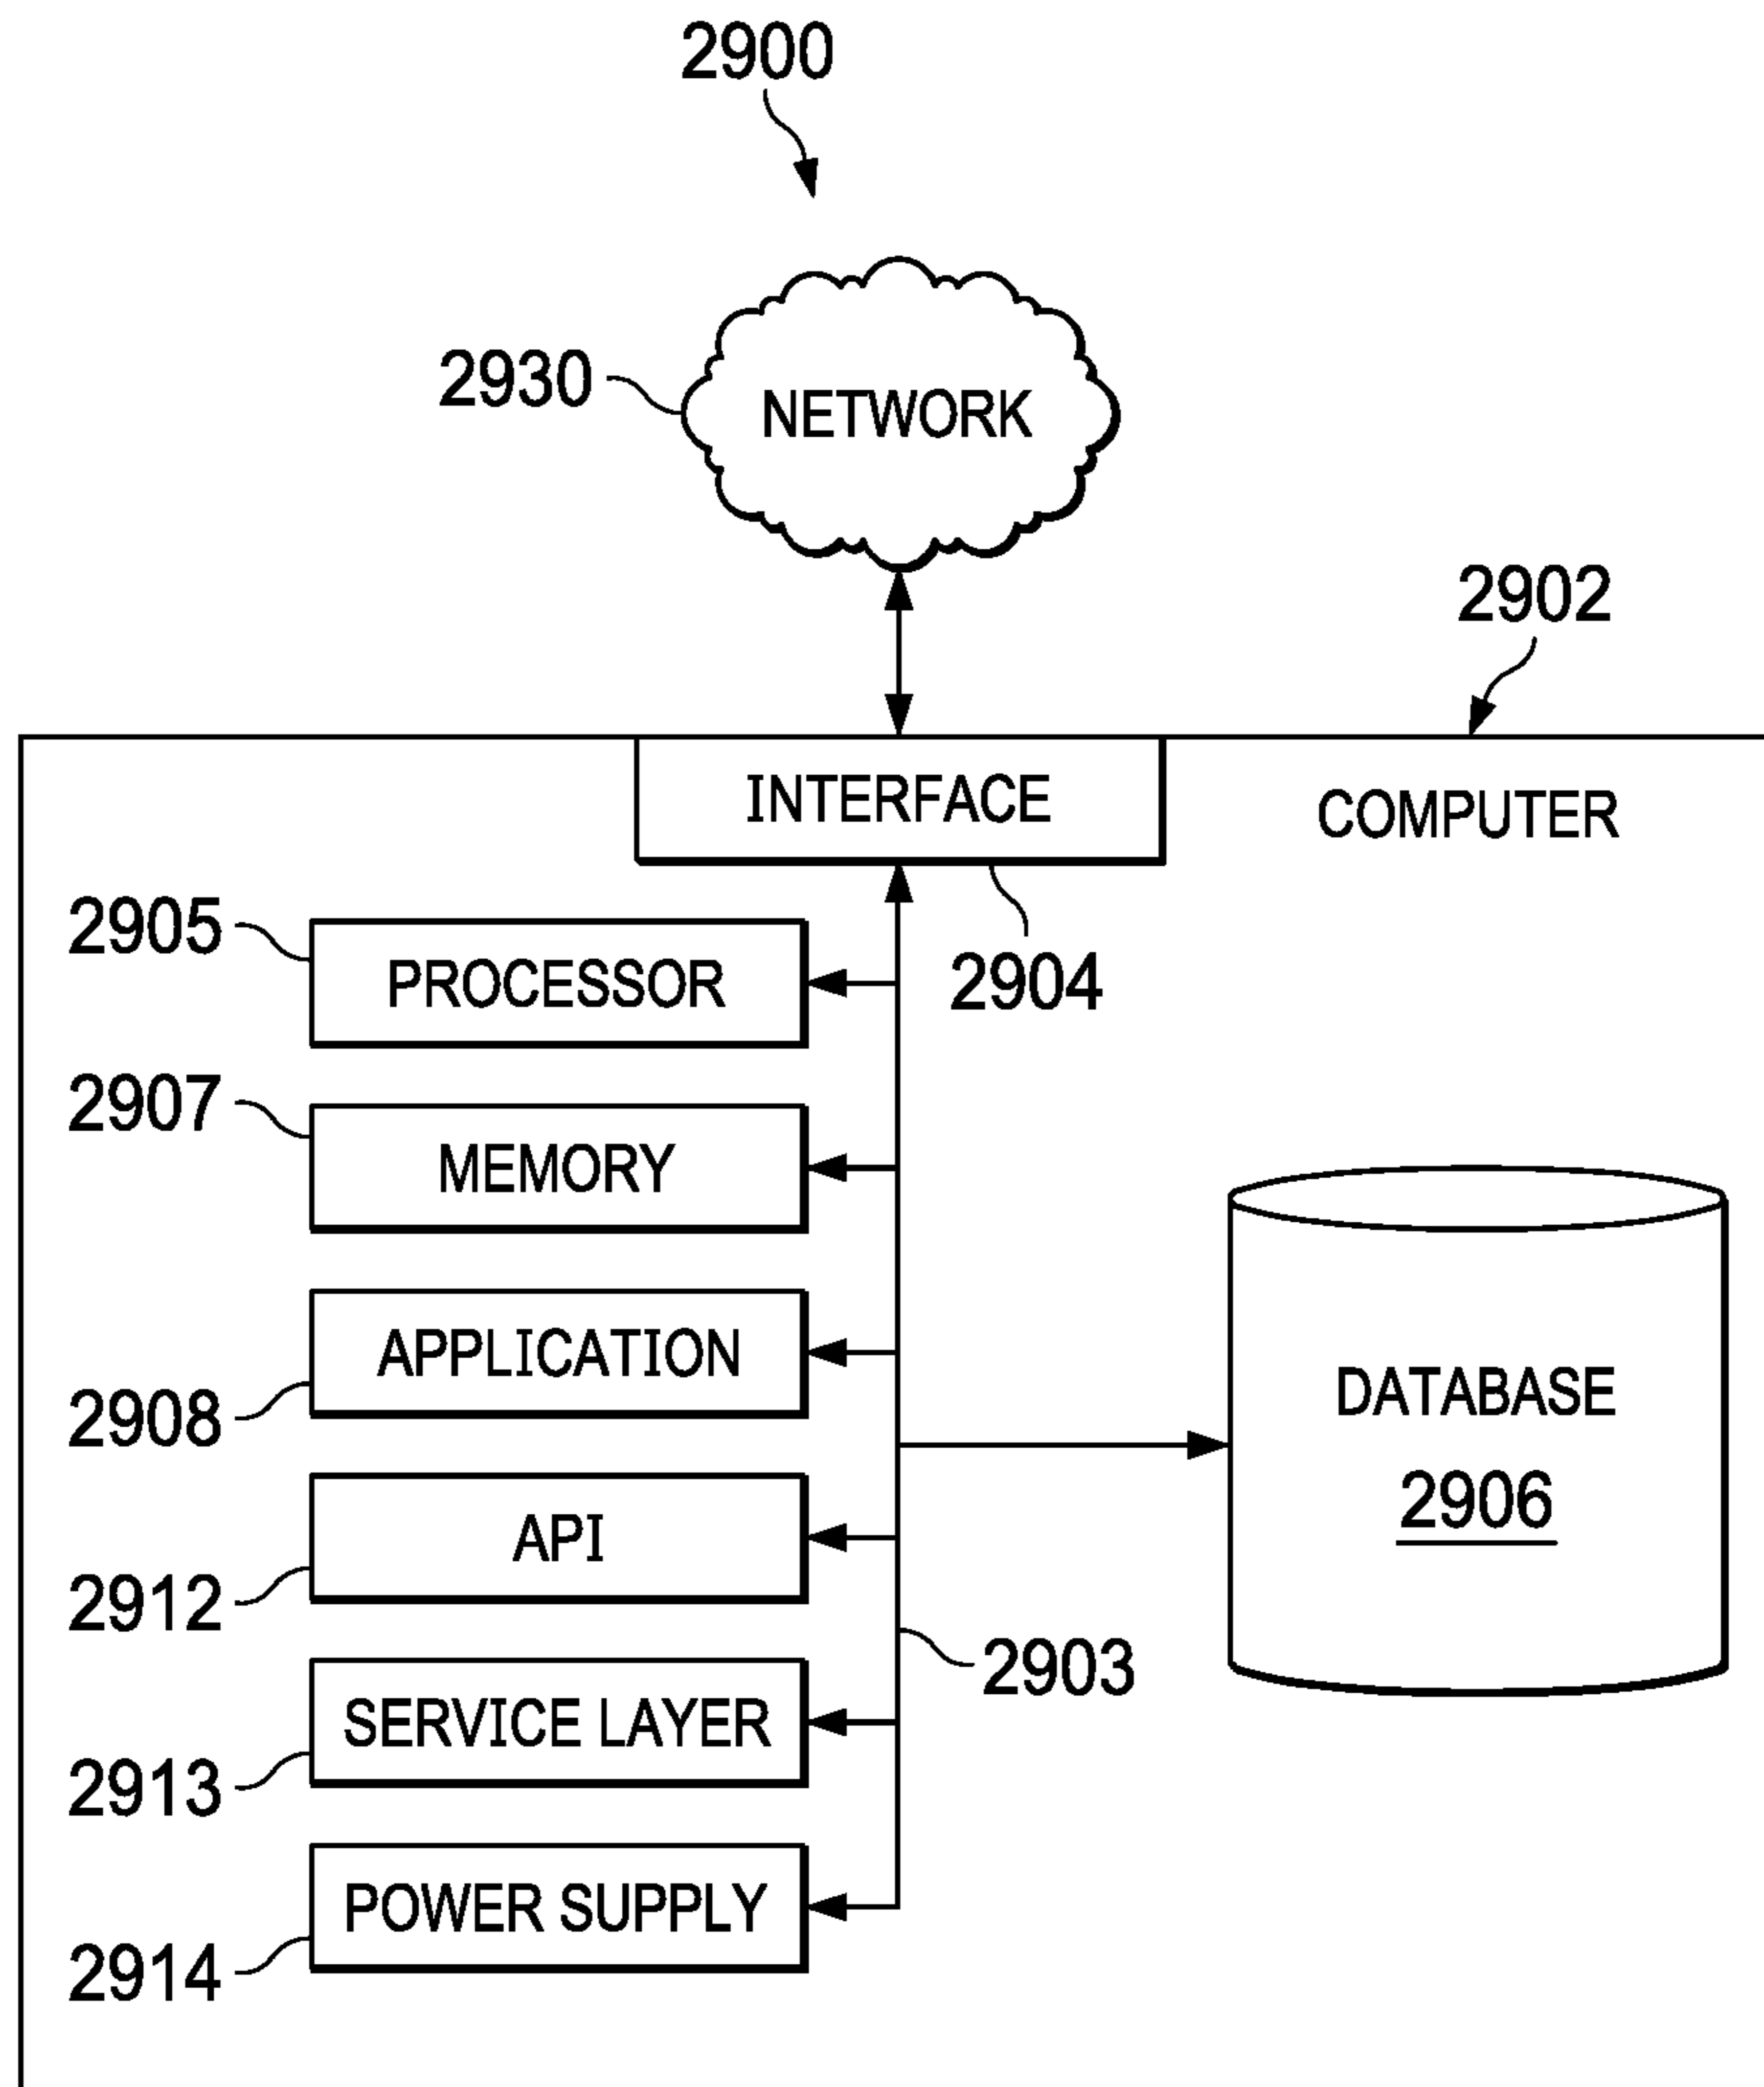 2900
2930
NETWORK
2902
INTERFACE
COMPUTER
2905
PROCESSOR
2904
2907
MEMORY
APPLICATION
2908
DATABASE
2906
API
2912
2903
SERVICE LAYER
2913
POWER SUPPLY
2914